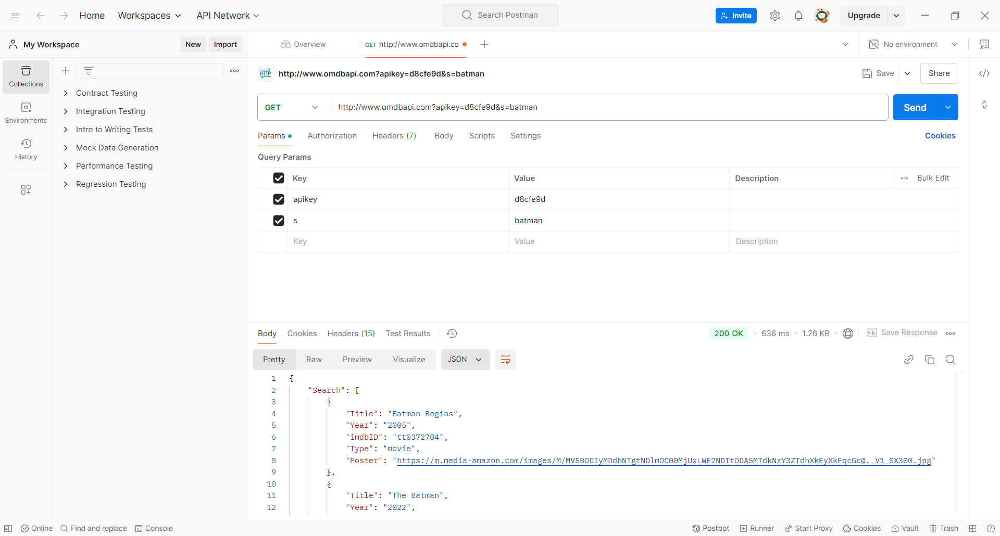 Home Workspaces API Network Search Postman Invite Upgrade
My Workspace New Import Overview GET http://www.omdbapi.co No environment
Collections
Environments
History
Contract Testing
Integration Testing
Intro to Writing Tests
Mock Data Generation
Performance Testing
Regression Testing
HTTP http://www.omdbapi.com?apikey=d8cfe9d&s=batman Save Share
GET http://www.omdbapi.com?apikey=d8cfe9d&s=batman Send
Params Authorization Headers (7) Body Scripts Settings Cookies
Query Params
Key Value Description Bulk Edit
apikey d8cfe9d
s batman
Key Value Description
Body Cookies Headers (15) Test Results 200 OK 636 ms 1.26 KB e.g. Save Response
Pretty Raw Preview Visualize JSON
1 {
2 "Search": [
3 {
4 "Title": "Batman Begins",
5 "Year": "2005",
6 "imdbID": "tt0372784",
7 "Type": "movie",
8 "Poster": "https://m.media-amazon.com/images/M/MV5BODIyMDdhNTgtNDlmOC00MjUxLWE2NDItODA5MTdkNzY3ZTdhXkEyXkFqcGc@._V1_SX300.jpg"
9 },
10 {
11 "Title": "The Batman",
12 "Year": "2022",
Online Find and replace Console Postbot Runner Start Proxy Cookies Vault Trash